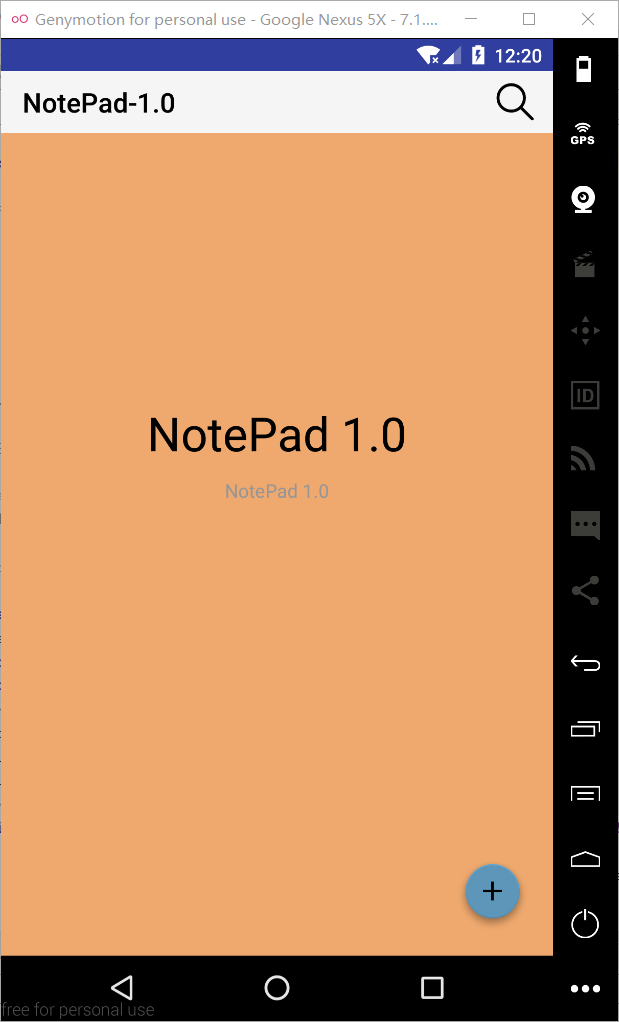 Genymotion for personal use - Google Nexus 5X - 7.1....
12:20
NotePad-1.0
GPS
ID
NotePad 1.0
NotePad 1.0
free for personal use